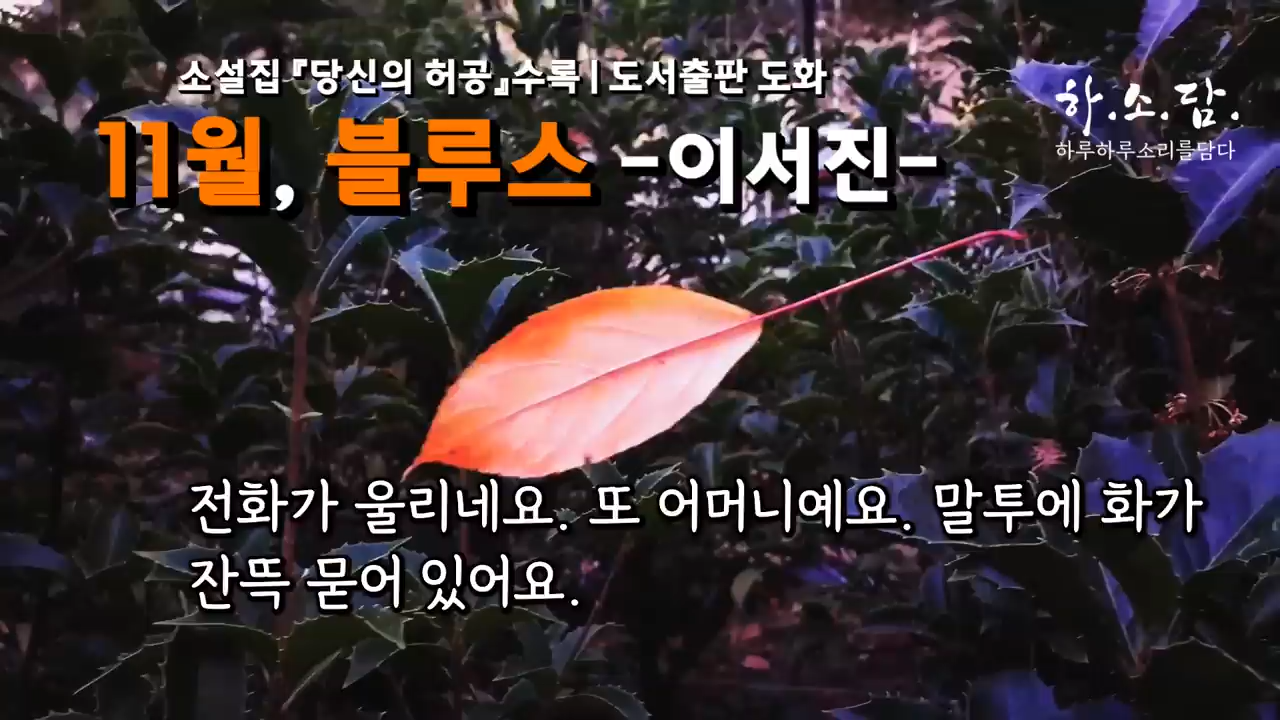 소설집 『당신의 허공』수록 | 도서출판 도화
11월, 블루스 -이서진-
하.소.담.
하루하루소리를담다
전화가 울리네요. 또 어머니예요. 말투에 화가
잔뜩 묻어 있어요.